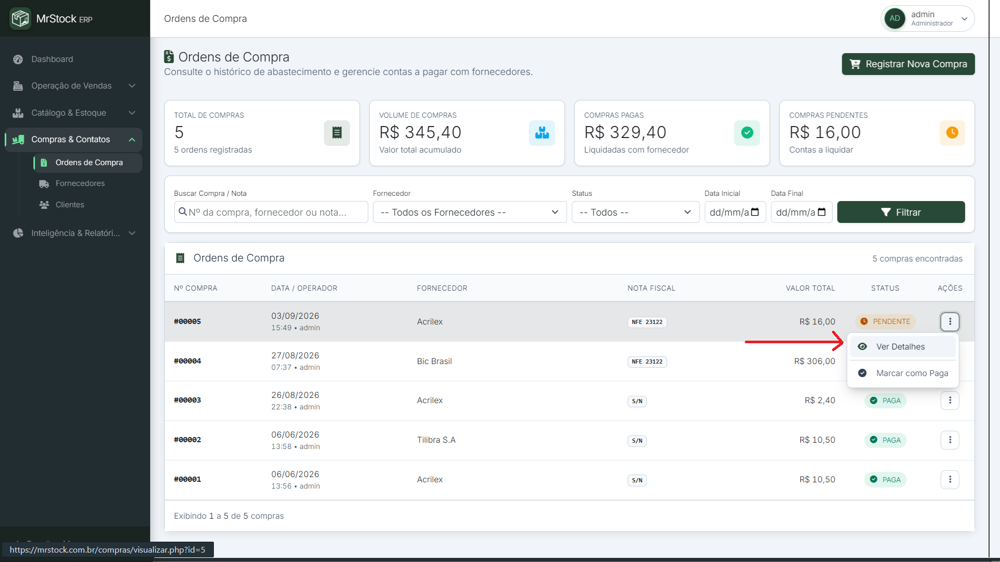 MrStock ERP
Ordens de Compra
AD
admin
Administrador
Dashboard
Operação de Vendas
Catálogo & Estoque
Compras & Contatos
Ordens de Compra
Fornecedores
Clientes
Inteligência & Relatóri...
Ordens de Compra
Consulte o histórico de abastecimento e gerencie contas a pagar com fornecedores.
Registrar Nova Compra
TOTAL DE COMPRAS
5
5 ordens registradas
VOLUME DE COMPRAS
R$ 345,40
Valor total acumulado
COMPRAS PAGAS
R$ 329,40
Liquidadas com fornecedor
COMPRAS PENDENTES
R$ 16,00
Contas a liquidar
Buscar Compra / Nota
Nº da compra, fornecedor ou nota...
Fornecedor
-- Todos os Fornecedores --
Status
-- Todos --
Data Inicial
dd/mm/a
Data Final
dd/mm/a
Filtrar
Ordens de Compra
5 compras encontradas
Nº COMPRA DATA / OPERADOR FORNECEDOR NOTA FISCAL VALOR TOTAL STATUS AÇÕES
#00005 03/09/2026 Acrilex NFE 23122 R$ 16,00 PENDENTE
15:49 • admin
Ver Detalhes
Marcar como Paga
#00004 27/08/2026 Bic Brasil NFE 23122 R$ 306,00
07:37 • admin
#00003 26/08/2026 Acrilex S/N R$ 2,40 PAGA
22:38 • admin
#00002 06/06/2026 Tilibra S.A S/N R$ 10,50 PAGA
13:58 • admin
#00001 06/06/2026 Acrilex S/N R$ 10,50 PAGA
13:56 • admin
Exibindo 1 a 5 de 5 compras
https://mrstock.com.br/compras/visualizar.php?id=5